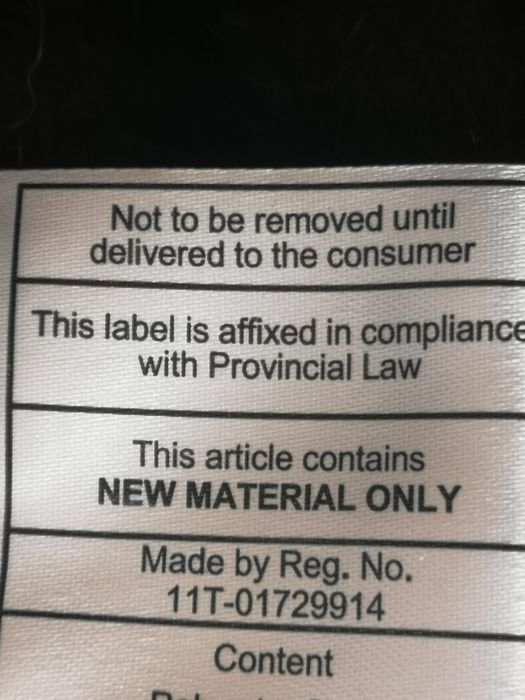 Not to be removed until
delivered to the consumer
This label is affixed in compliance
with Provincial Law
This article contains
NEW MATERIAL ONLY
Made by Reg. No.
11T-01729914
Content